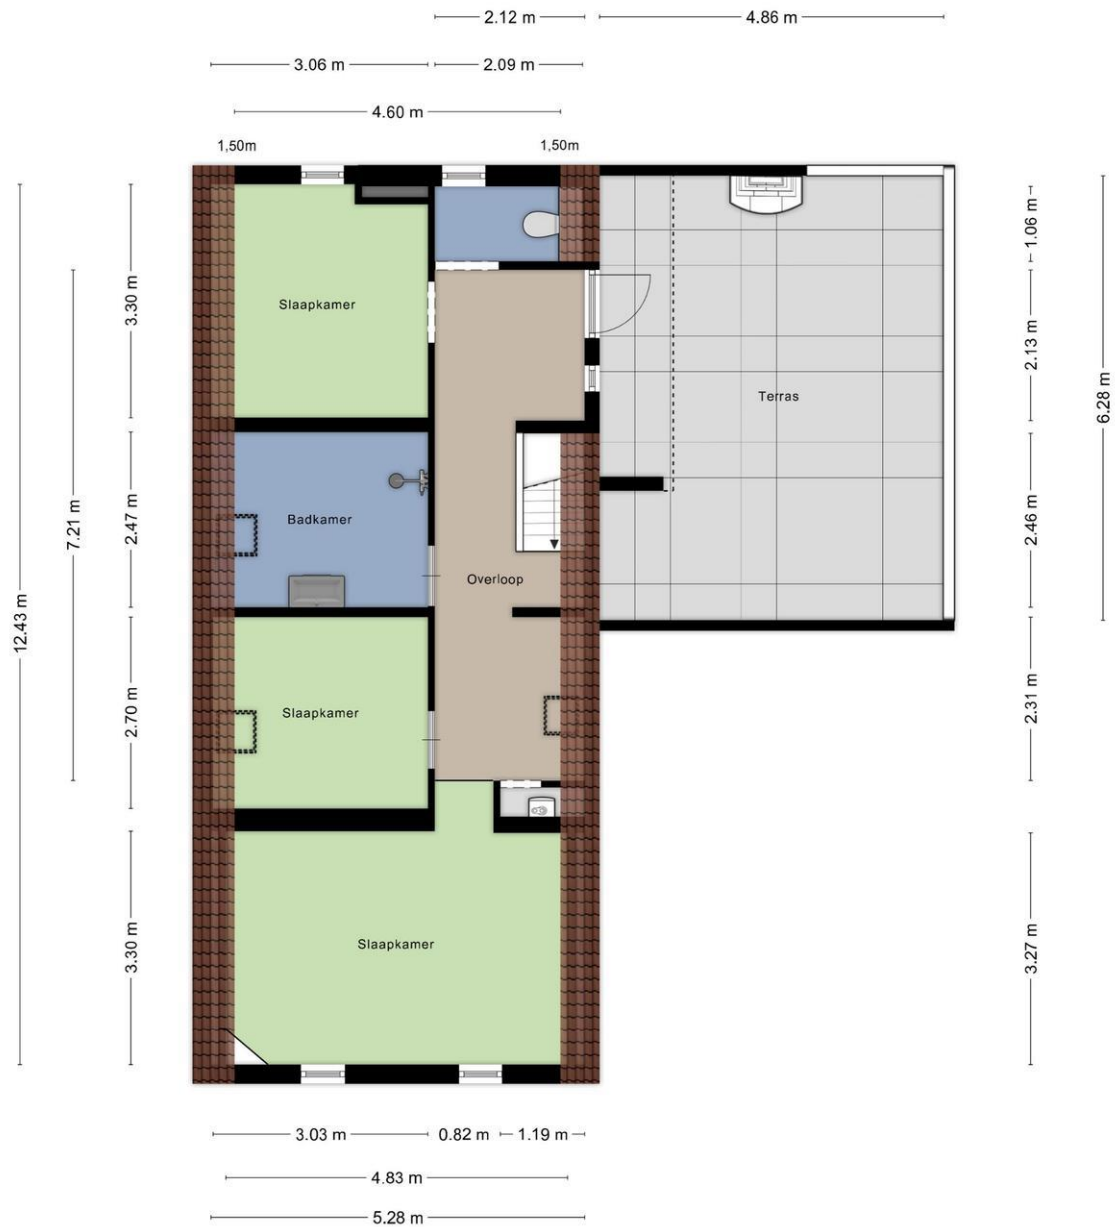 2.12 m
4.86 m
3.06 m
2.09 m
4.60 m
1,50m
1,50m
1.06 m
3.30 m
Slaapkamer
2.13 m
6.28 m
Terras
7.21 m
2.47 m
Badkamer
2.46 m
Overloop
12.43 m
2.70 m
Slaapkamer
2.31 m
3.30 m
Slaapkamer
3.27 m
3.03 m
0.82 m
1.19 m
4.83 m
5.28 m